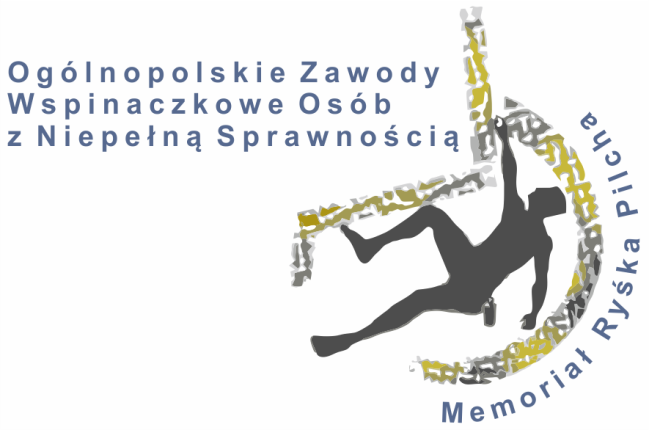 Ogólnopolskie Zawody
Wspinaczkowe Osób
z Niepełną Sprawnością
Memoriał Ryśka Pilcha